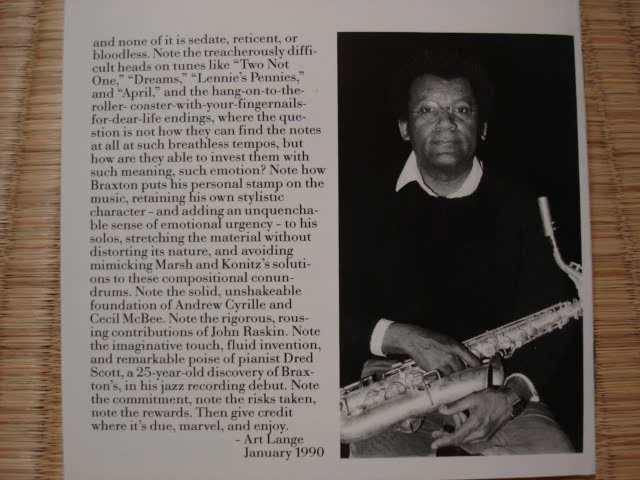 and none of it is sedate, reticent, or
bloodless. Note the treacherously diffi-
cult heads on tunes like “Two Not
One,” “Dreams,” “Lennie’s Pennies,”
and “April,” and the hang-on-to-the-
roller- coaster-with-your-fingernails-
for-dear-life endings, where the que-
stion is not how they can find the notes
at all at such breathless tempos, but
how are they able to invest them with
such meaning, such emotion? Note how
Braxton puts his personal stamp on the
music, retaining his own stylistic
character - and adding an unquencha-
ble sense of emotional urgency - to his
solos, stretching the material without
distorting its nature, and avoiding
mimicking Marsh and Konitz’s soluti-
ons to these compositional conun-
drums. Note the solid, unshakeable
foundation of Andrew Cyrille and
Cecil McBee. Note the rigorous, rous-
ing contributions of John Raskin. Note
the imaginative touch, fluid invention,
and remarkable poise of pianist Dred
Scott, a 25-year-old discovery of Brax-
ton’s, in his jazz recording debut. Note
the commitment, note the risks taken,
note the rewards. Then give credit
where it’s due, marvel, and enjoy.
- Art Lange
January 1990